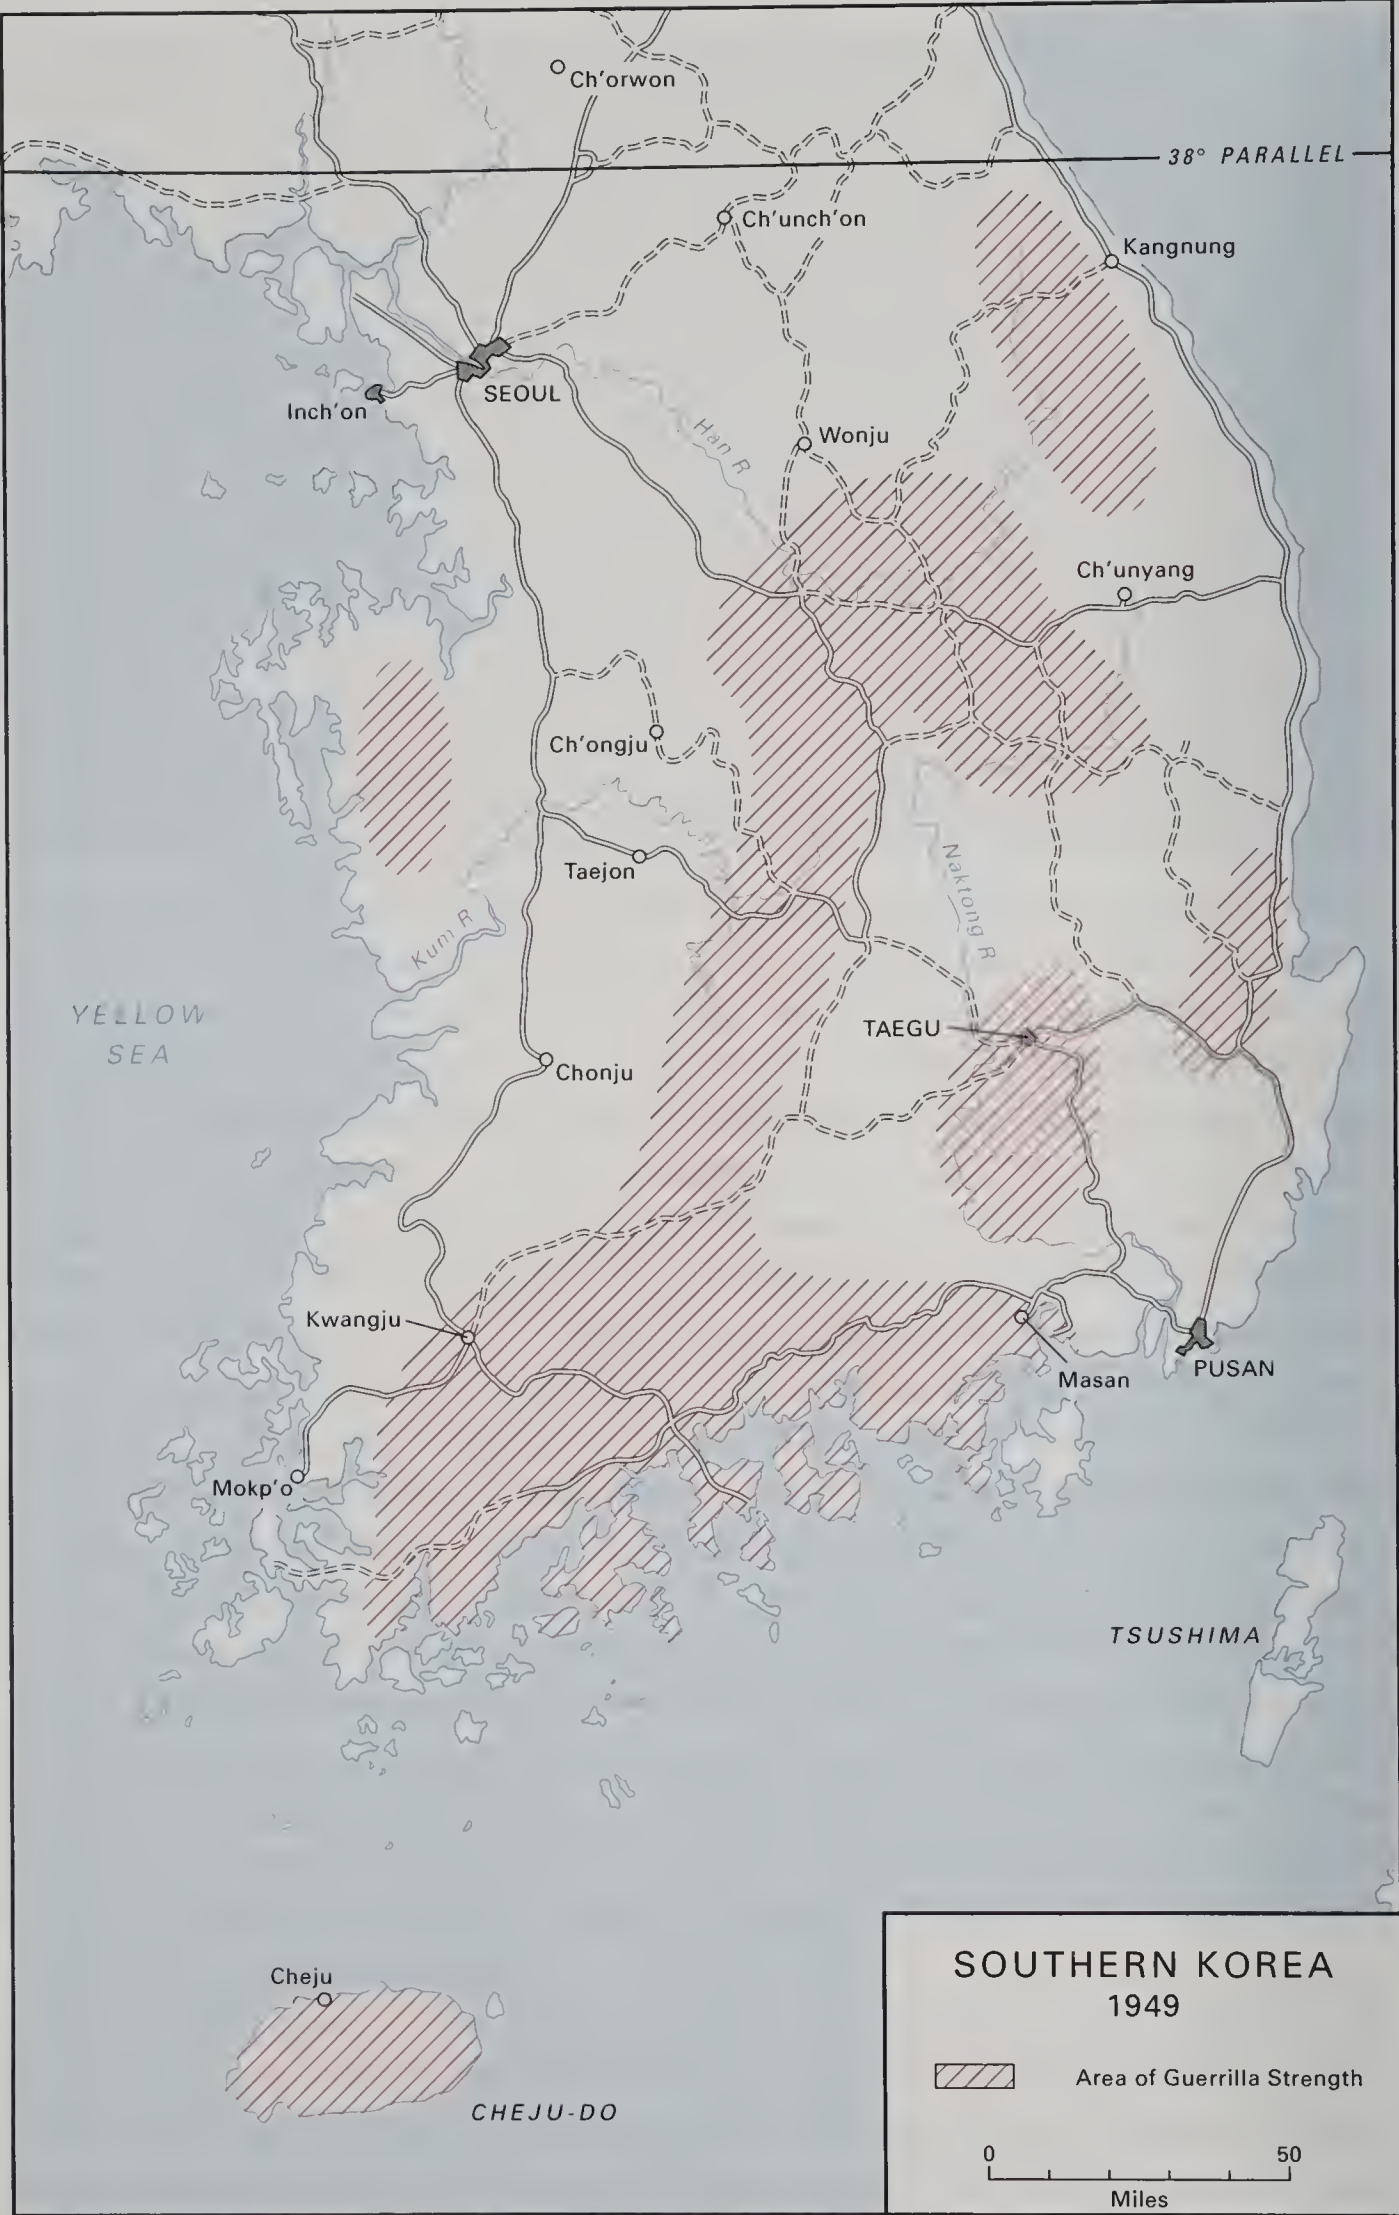 Ch'orwon
38° PARALLEL
Ch'unch'on
Kangnung
SEOUL
Inch'on
Han R
Wonju
Ch'unyang
Ch'ongju
Taejon
Naktong R
Kum R
YELLOW
SEA
TAEGU
Chonju
Kwangju
Masan
PUSAN
Mokp'o
TSUSHIMA
Cheju
CHEJU-DO
SOUTHERN KOREA
1949
Area of Guerrilla Strength
0 50
Miles